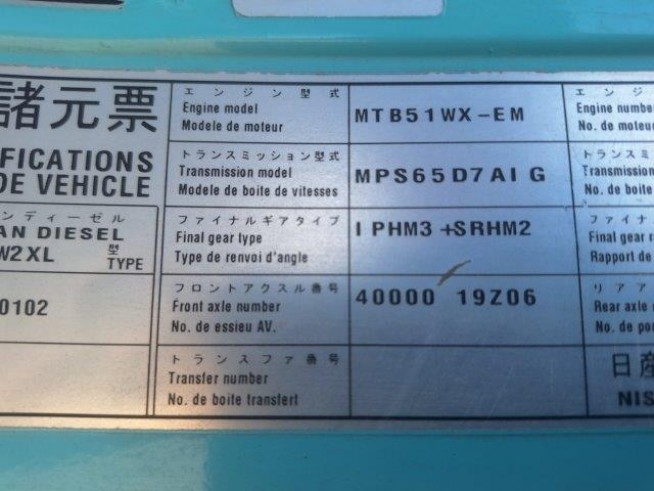 諸元票
IFICATIONS
DE VEHICLE
ンディーゼル
AN DIESEL
W2XL
型
TYPE
0102
エンジン型式
Engine model
Modele de moteur
MTB51WX-EM
トランスミッション型式
Transmission model
Modele de boite de vitesses
MPS65D7AI G
ファイナルギアタイプ
Final gear type
Type de renvoi d'angle
I PHM3 +SRHM2
フロントアクスル番号
Front axle number
No. de essieu AV.
40000 19Z06
トランスファ番号
Transfer number
No. de boite transfert
エンジ
Engine numbe
No. de moteu
トランスミ
Transmission
No. de boite
ファイナ
Final gear r
Rapport de
リアア
Rear axle
No. de po
日産
NIS